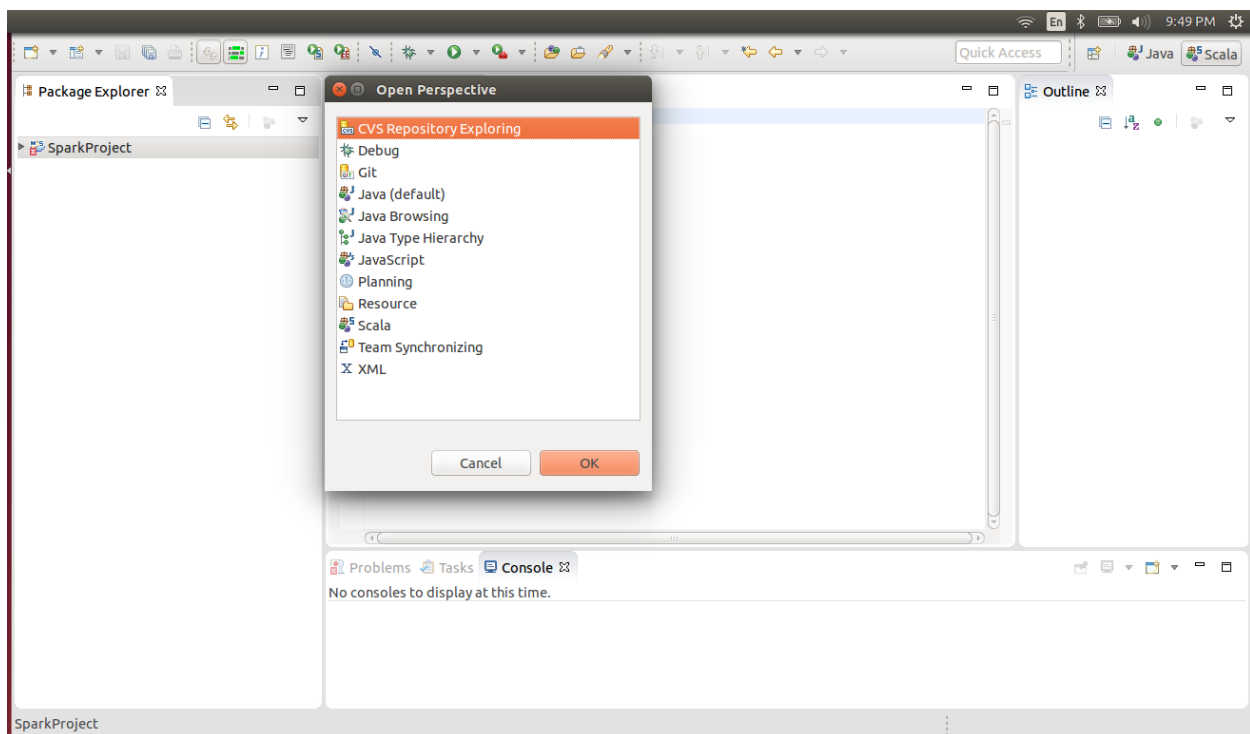 En 9:49 PM
Quick Access Java Scala
Package Explorer
SparkProject
Open Perspective
CVS Repository Exploring
Debug
Git
Java (default)
Java Browsing
Java Type Hierarchy
JavaScript
Planning
Resource
Scala
Team Synchronizing
XML
Cancel OK
Outline
Problems Tasks Console
No consoles to display at this time.
SparkProject